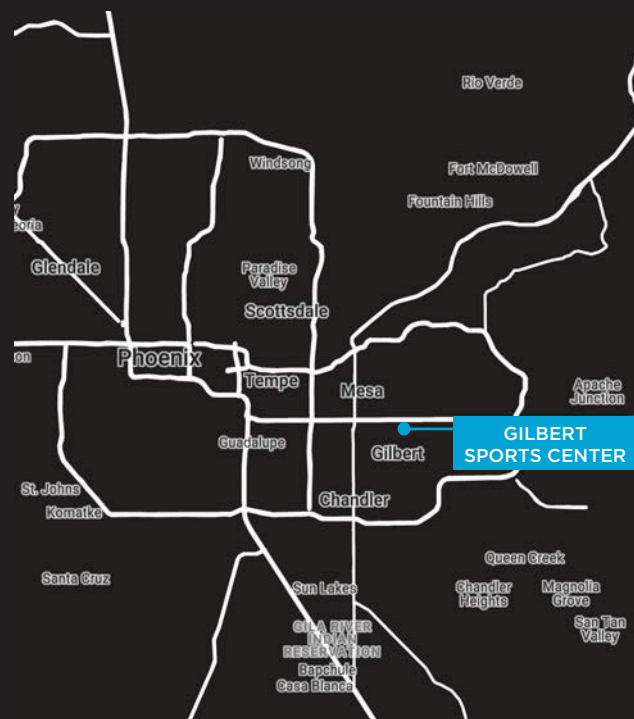 Rio Verde
Windsong
Fort McDowell
Fountain Hills
eoria
Glendale
Paradise
Valley
Scottsdale
on
Phoenix
Tempe
Mesa
Apache
Junction
GILBERT
SPORTS CENTER
Guadalupe
Gilbert
St. Johns
Chandler
Komatke
Queen Creek
Santa Cruz
Sun Lakes
Chandler
Heights
Magnolia
Grove
San Tan
Valley
GILA RIVER
INDIAN
RESERVATION
Bapchule
Casa Blanca